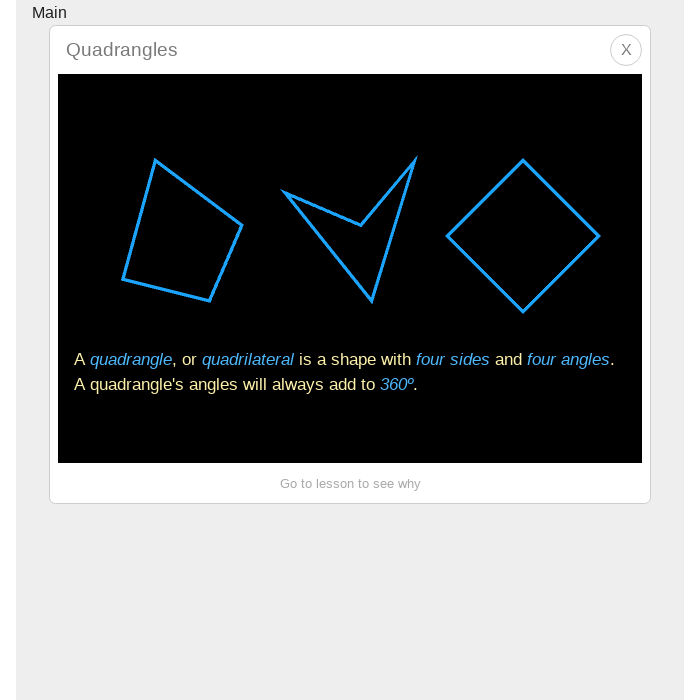 Main
Quadrangles
X
A quadrangle, or quadrilateral is a shape with four sides and four angles.
A quadrangle's angles will always add to 360º.
Go to lesson to see why